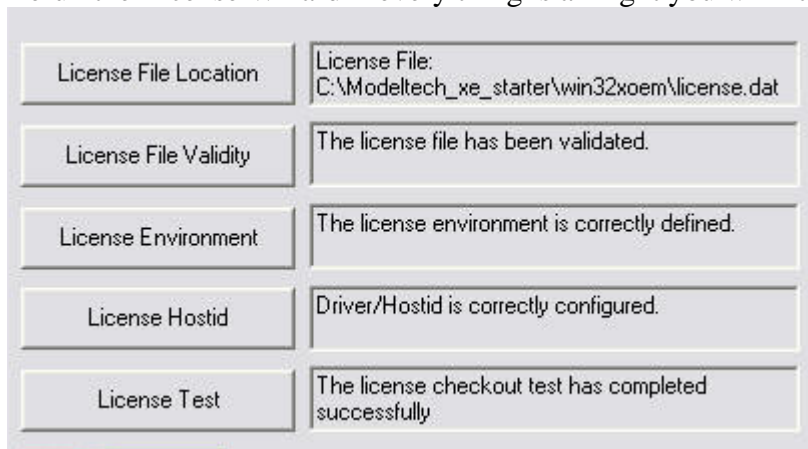 License File Location
License File:
C:\Modeltech_xe_starter\win32xoem\license.dat
License File Validity
The license file has been validated.
License Environment
The license environment is correctly defined.
License Hostid
Driver/Hostid is correctly configured.
License Test
The license checkout test has completed
successfully